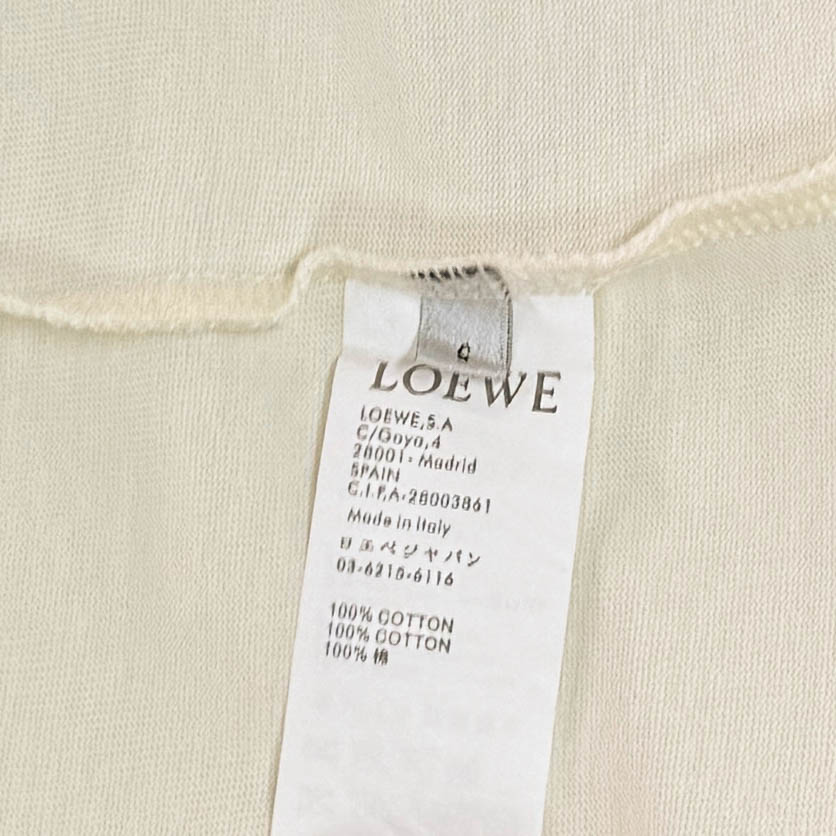 LOEWE
LOEWE,S.A
C/Goya,4
28001-Madrid
SPAIN
C.I.F.A-28003861
Made in Italy
ロエベジャパン
03-6215-6116
100% COTTON
100% COTTON
100% 棉